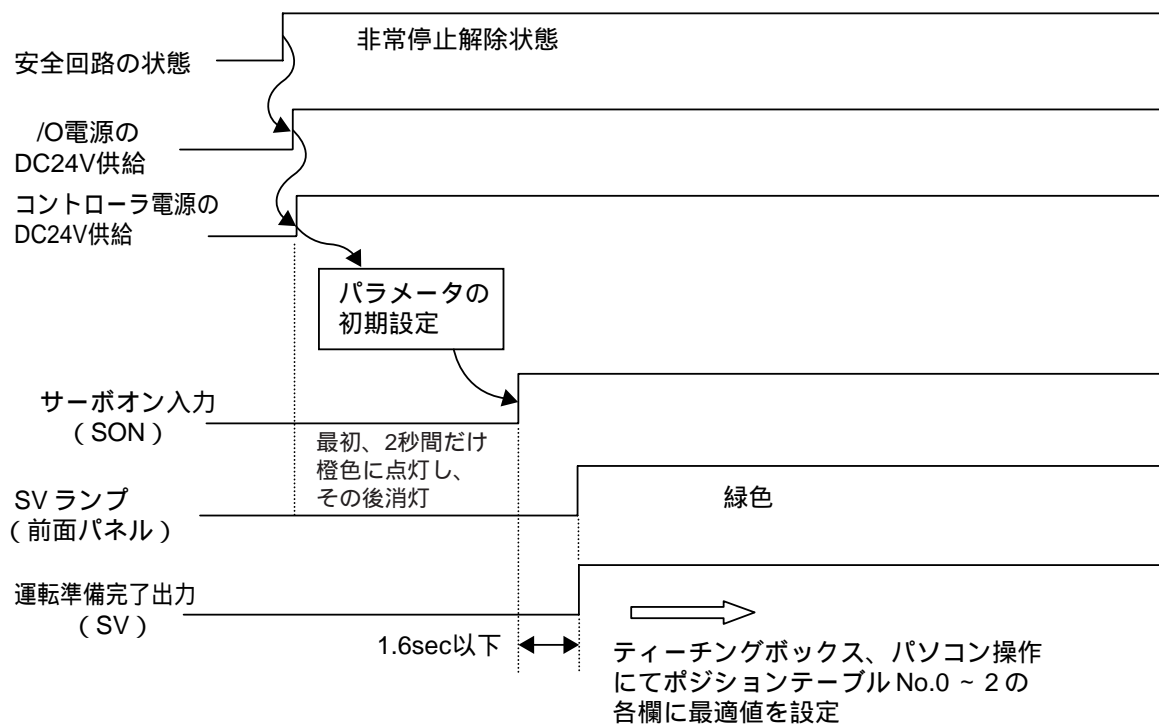 非常停止解除状態
安全回路の状態
/O電源の
DC24V供給
コントローラ電源の
DC24V供給
パラメータの
初期設定
サーボオン入力
(SON)
最初、2秒間だけ
橙色に点灯し、
その後消灯
SVランプ
(前面パネル)
緑色
運転準備完了出力
(SV)
1.6sec以下
ティーチングボックス、パソコン操作
にてポジションテーブルNo.0 ~ 2の
各欄に最適値を設定